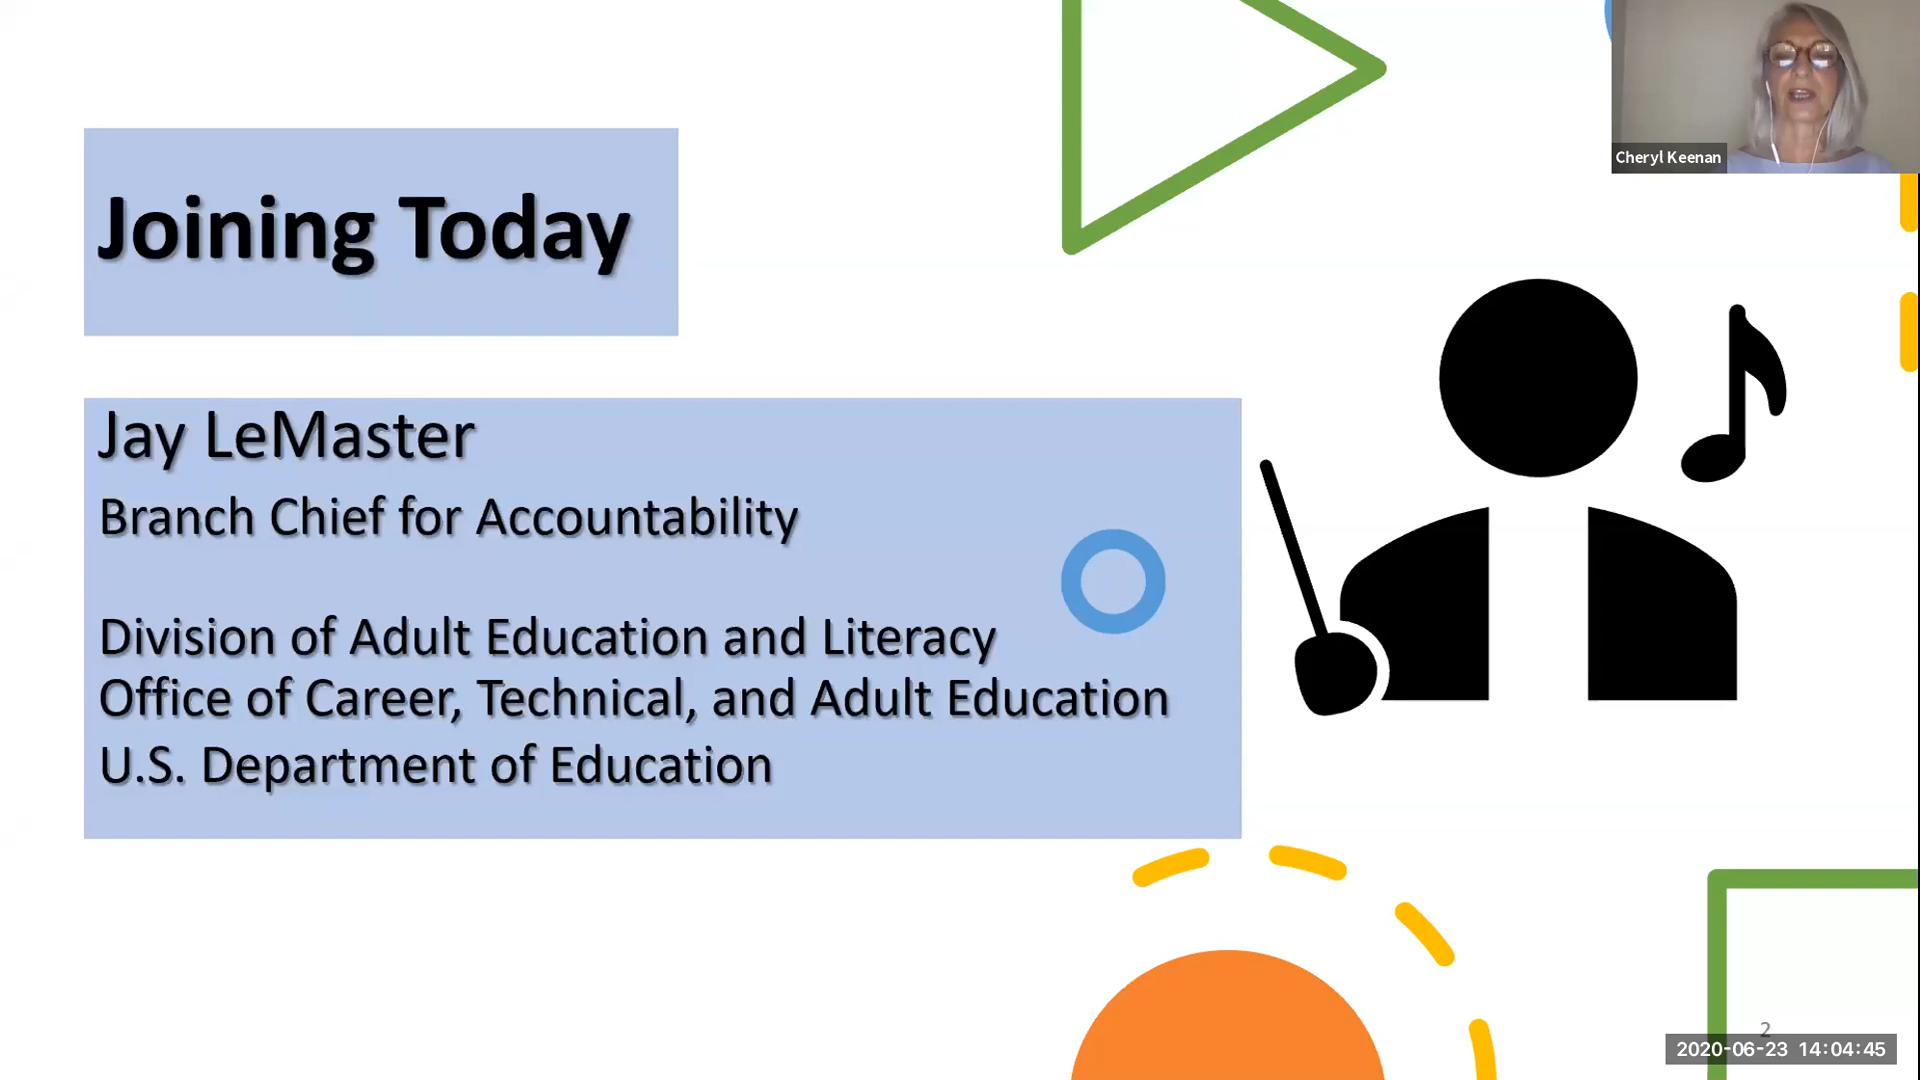 Cheryl Keenan
Joining Today
Jay LeMaster
Branch Chief for Accountability
Division of Adult Education and Literacy
Office of Career, Technical, and Adult Education
U.S. Department of Education
2
2020-06-23 14:04:45